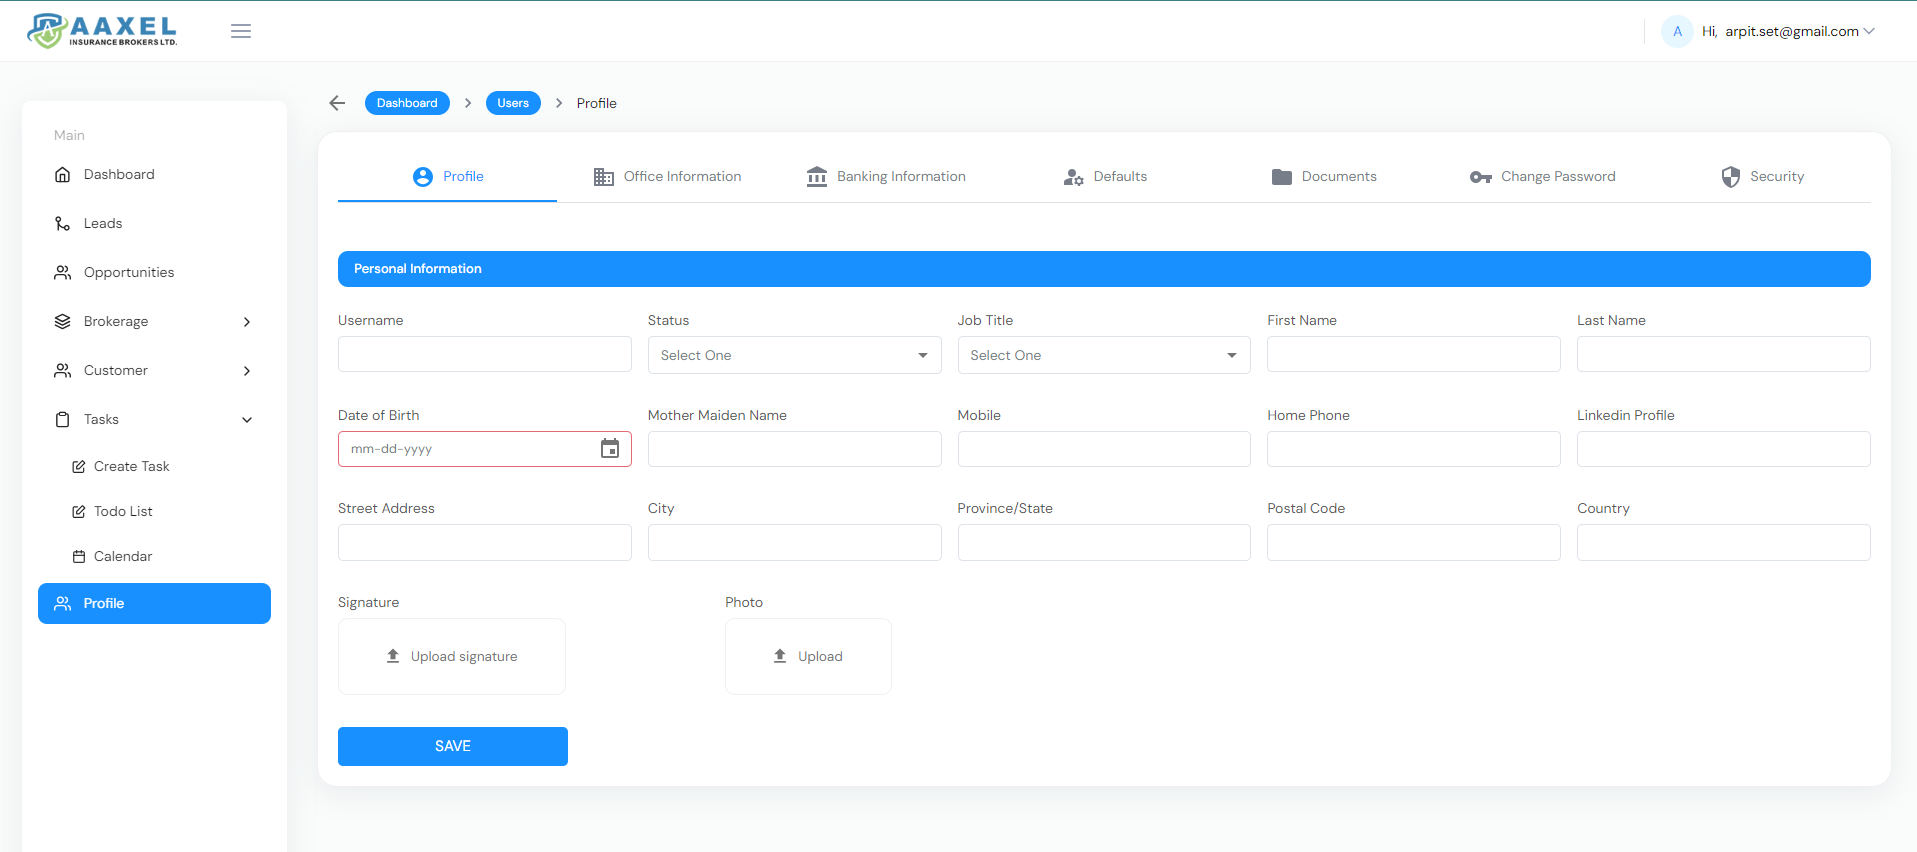 AAXEL
INSURANCE BROKERS LTD.
A
Hi, arpit.set@gmail.com
Main
Dashboard
Leads
Opportunities
Brokerage
Customer
Tasks
Create Task
Todo List
Calendar
Profile
Dashboard > Users > Profile
Profile
Office Information
Banking Information
Defaults
Documents
Change Password
Security
Personal Information
Username
Status
Job Title
First Name
Last Name
Select One
Select One
Date of Birth
Mother Maiden Name
Mobile
Home Phone
Linkedin Profile
mm-dd-yyyy
Street Address
City
Province/State
Postal Code
Country
Signature
Photo
Upload signature
Upload
SAVE